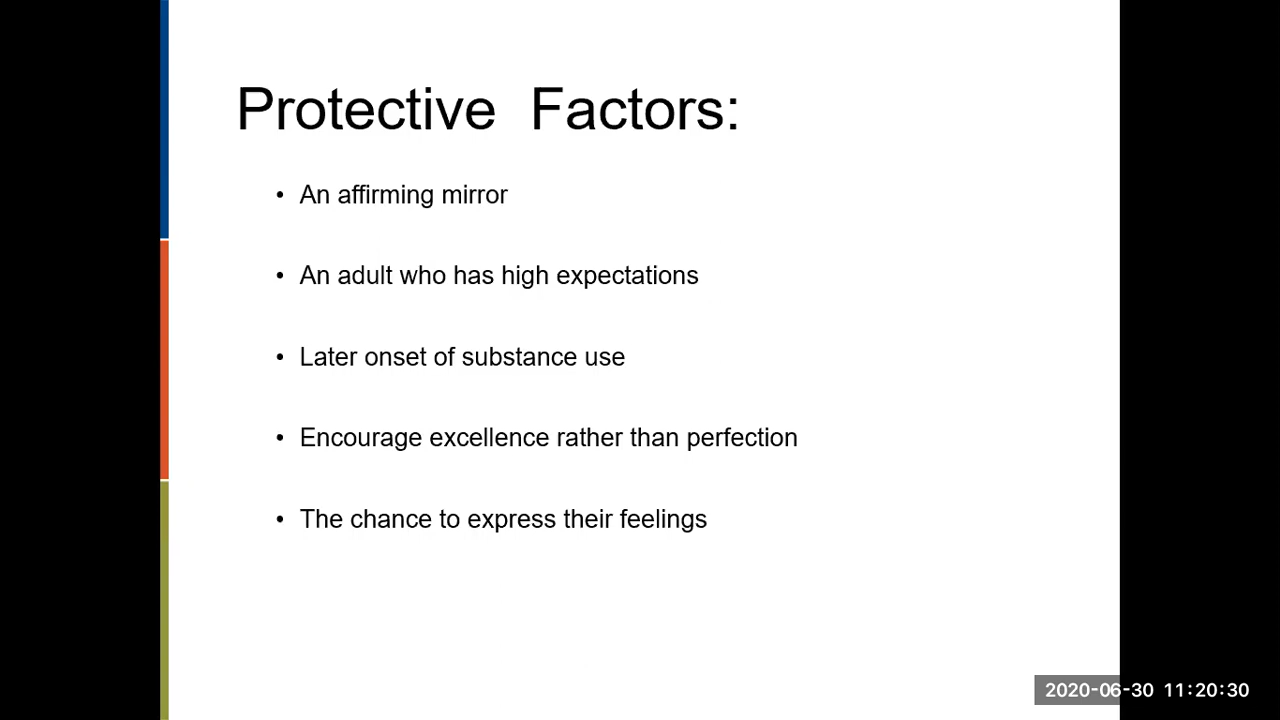 Protective Factors:
• An affirming mirror
• An adult who has high expectations
• Later onset of substance use
• Encourage excellence rather than perfection
• The chance to express their feelings
2020-06-30 11:20:30